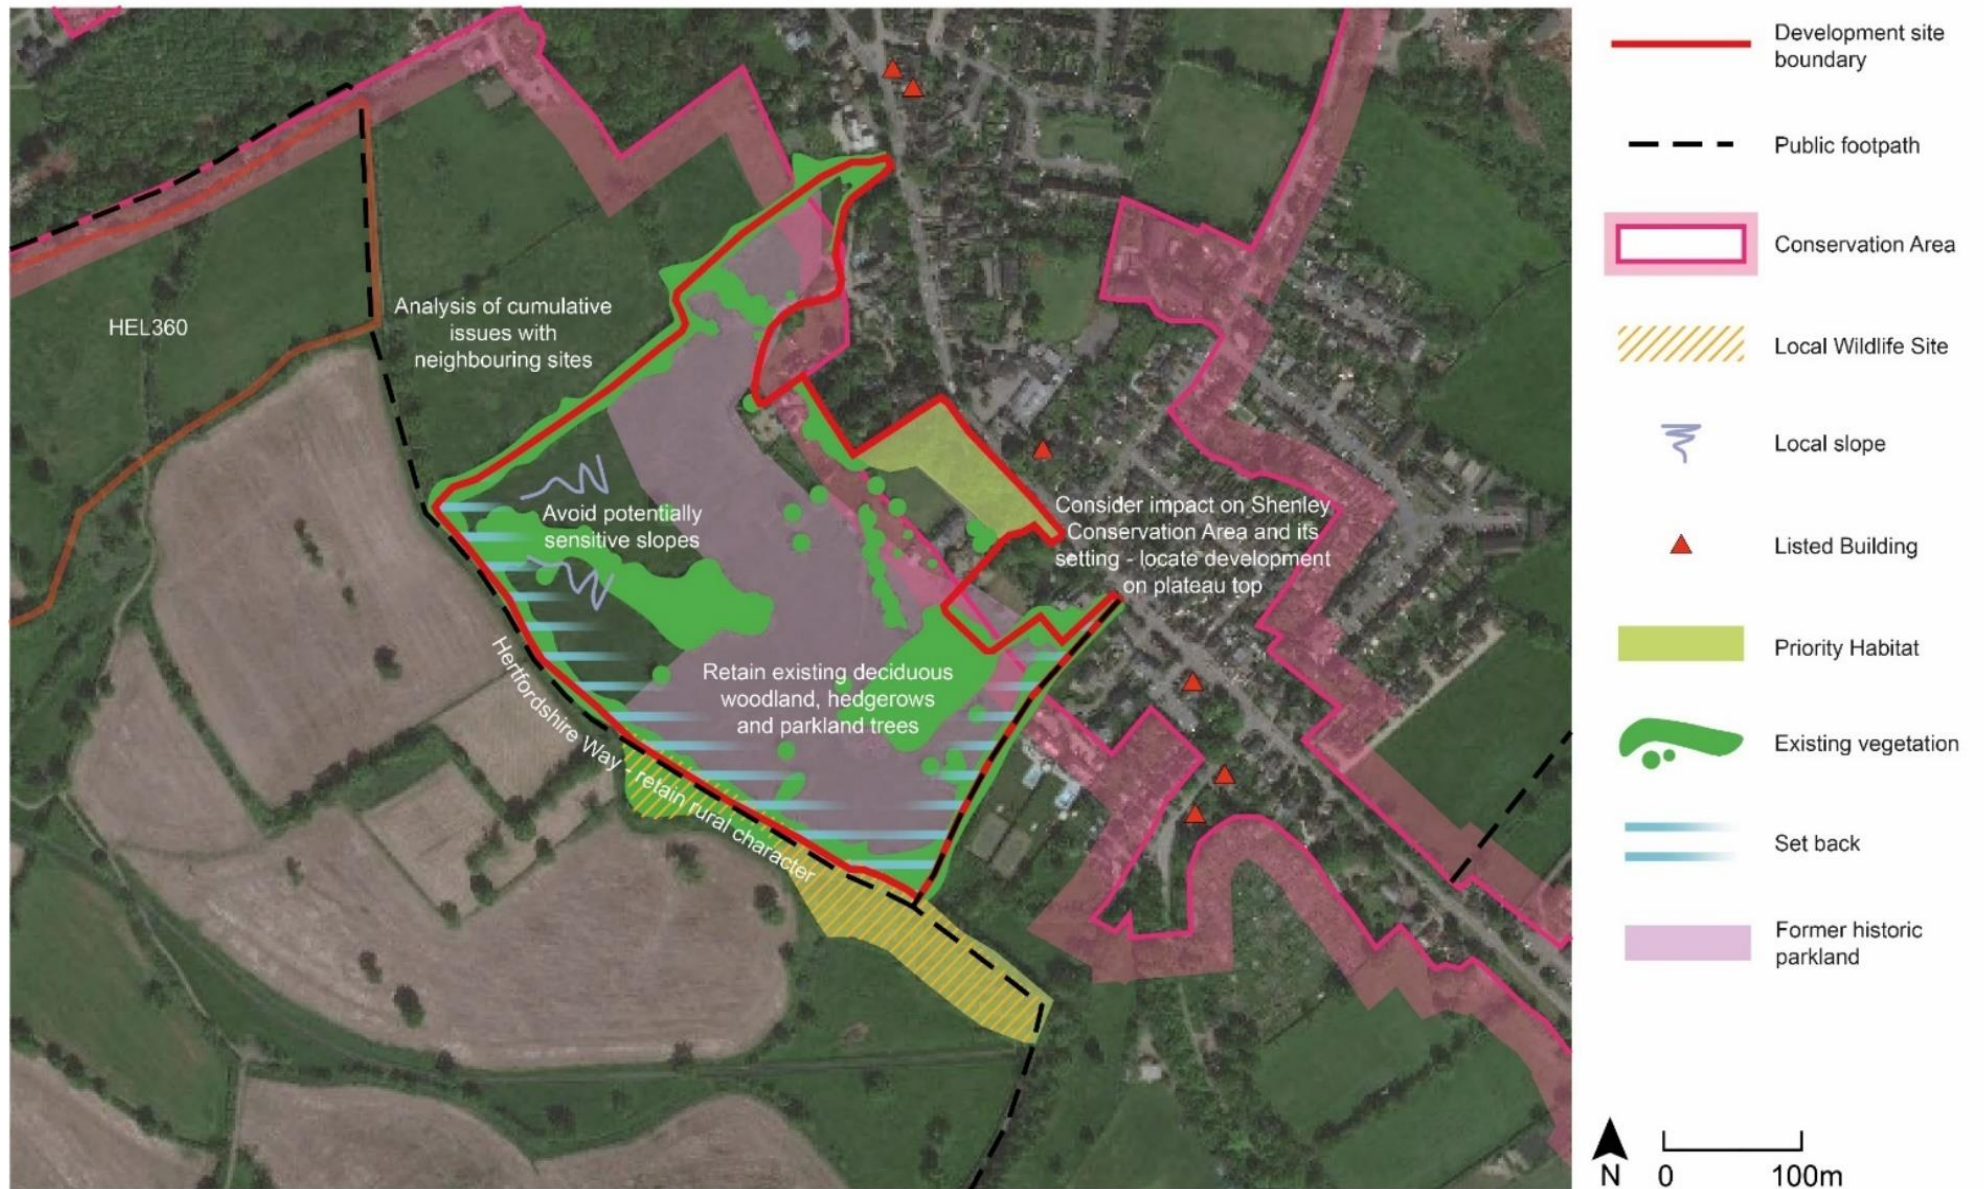 HEL360
Analysis of cumulative
issues with
neighbouring sites
Avoid potentially
sensitive slopes
Consider impact on Shenley
Conservation Area and its
setting - locate development
on plateau top
Retain existing deciduous
woodland, hedgerows
and parkland trees
Hertfordshire Way - retain rural character
Development site
boundary
Public footpath
Conservation Area
Local Wildlife Site
Local slope
Listed Building
Priority Habitat
Existing vegetation
Set back
Former historic
parkland
N
0
100m